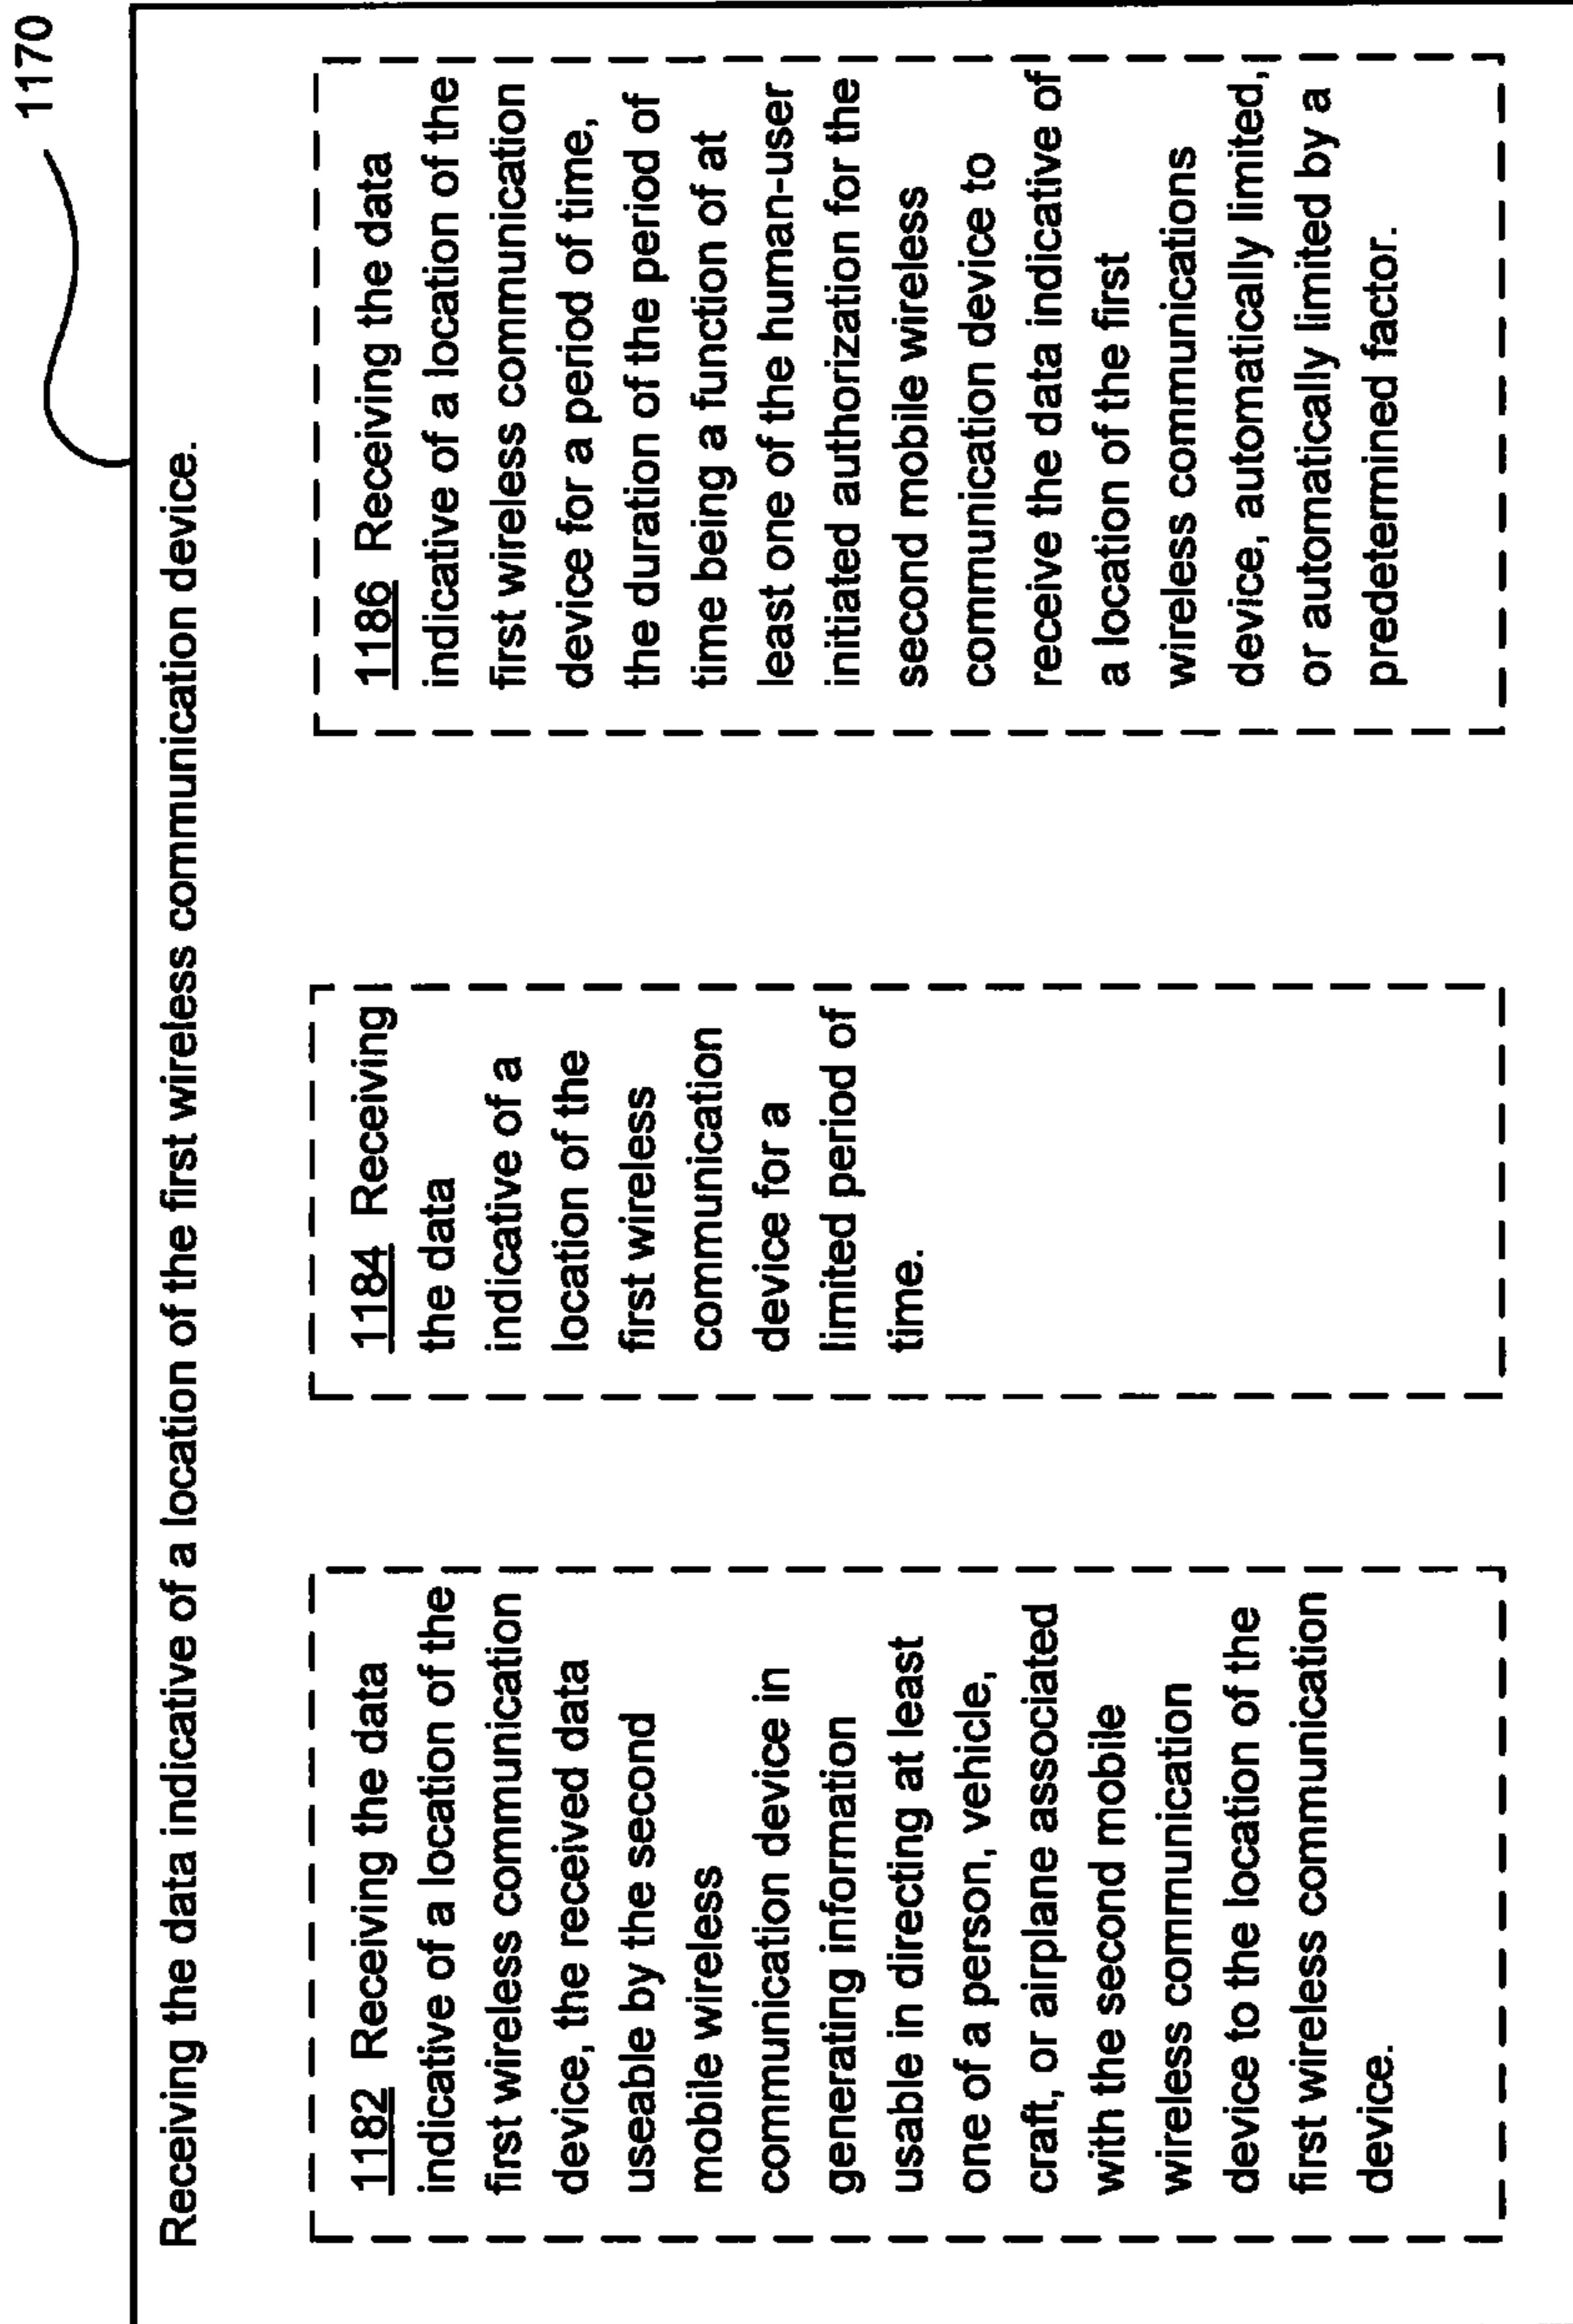 1170
Receiving the data indicative of a location of the first wireless communication device.
1182 Receiving the data
indicative of a location of the
first wireless communication
device, the received data
useable by the second
mobile wireless
communication device in
generating information
usable in directing at least
one of a person, vehicle,
craft, or airplane associated
with the second mobile
wireless communication
device to the location of the
first wireless communication
device.
1184 Receiving
the data
indicative of a
location of the
first wireless
communication
device for a
limited period of
time.
1186 Receiving the data
indicative of a location of the
first wireless communication
device for a period of time,
the duration of the period of
time being a function of at
least one of the human-user
initiated authorization for the
second mobile wireless
communication device to
receive the data indicative of
a location of the first
wireless communications
device, automatically limited,
or automatically limited by a
predetermined factor.